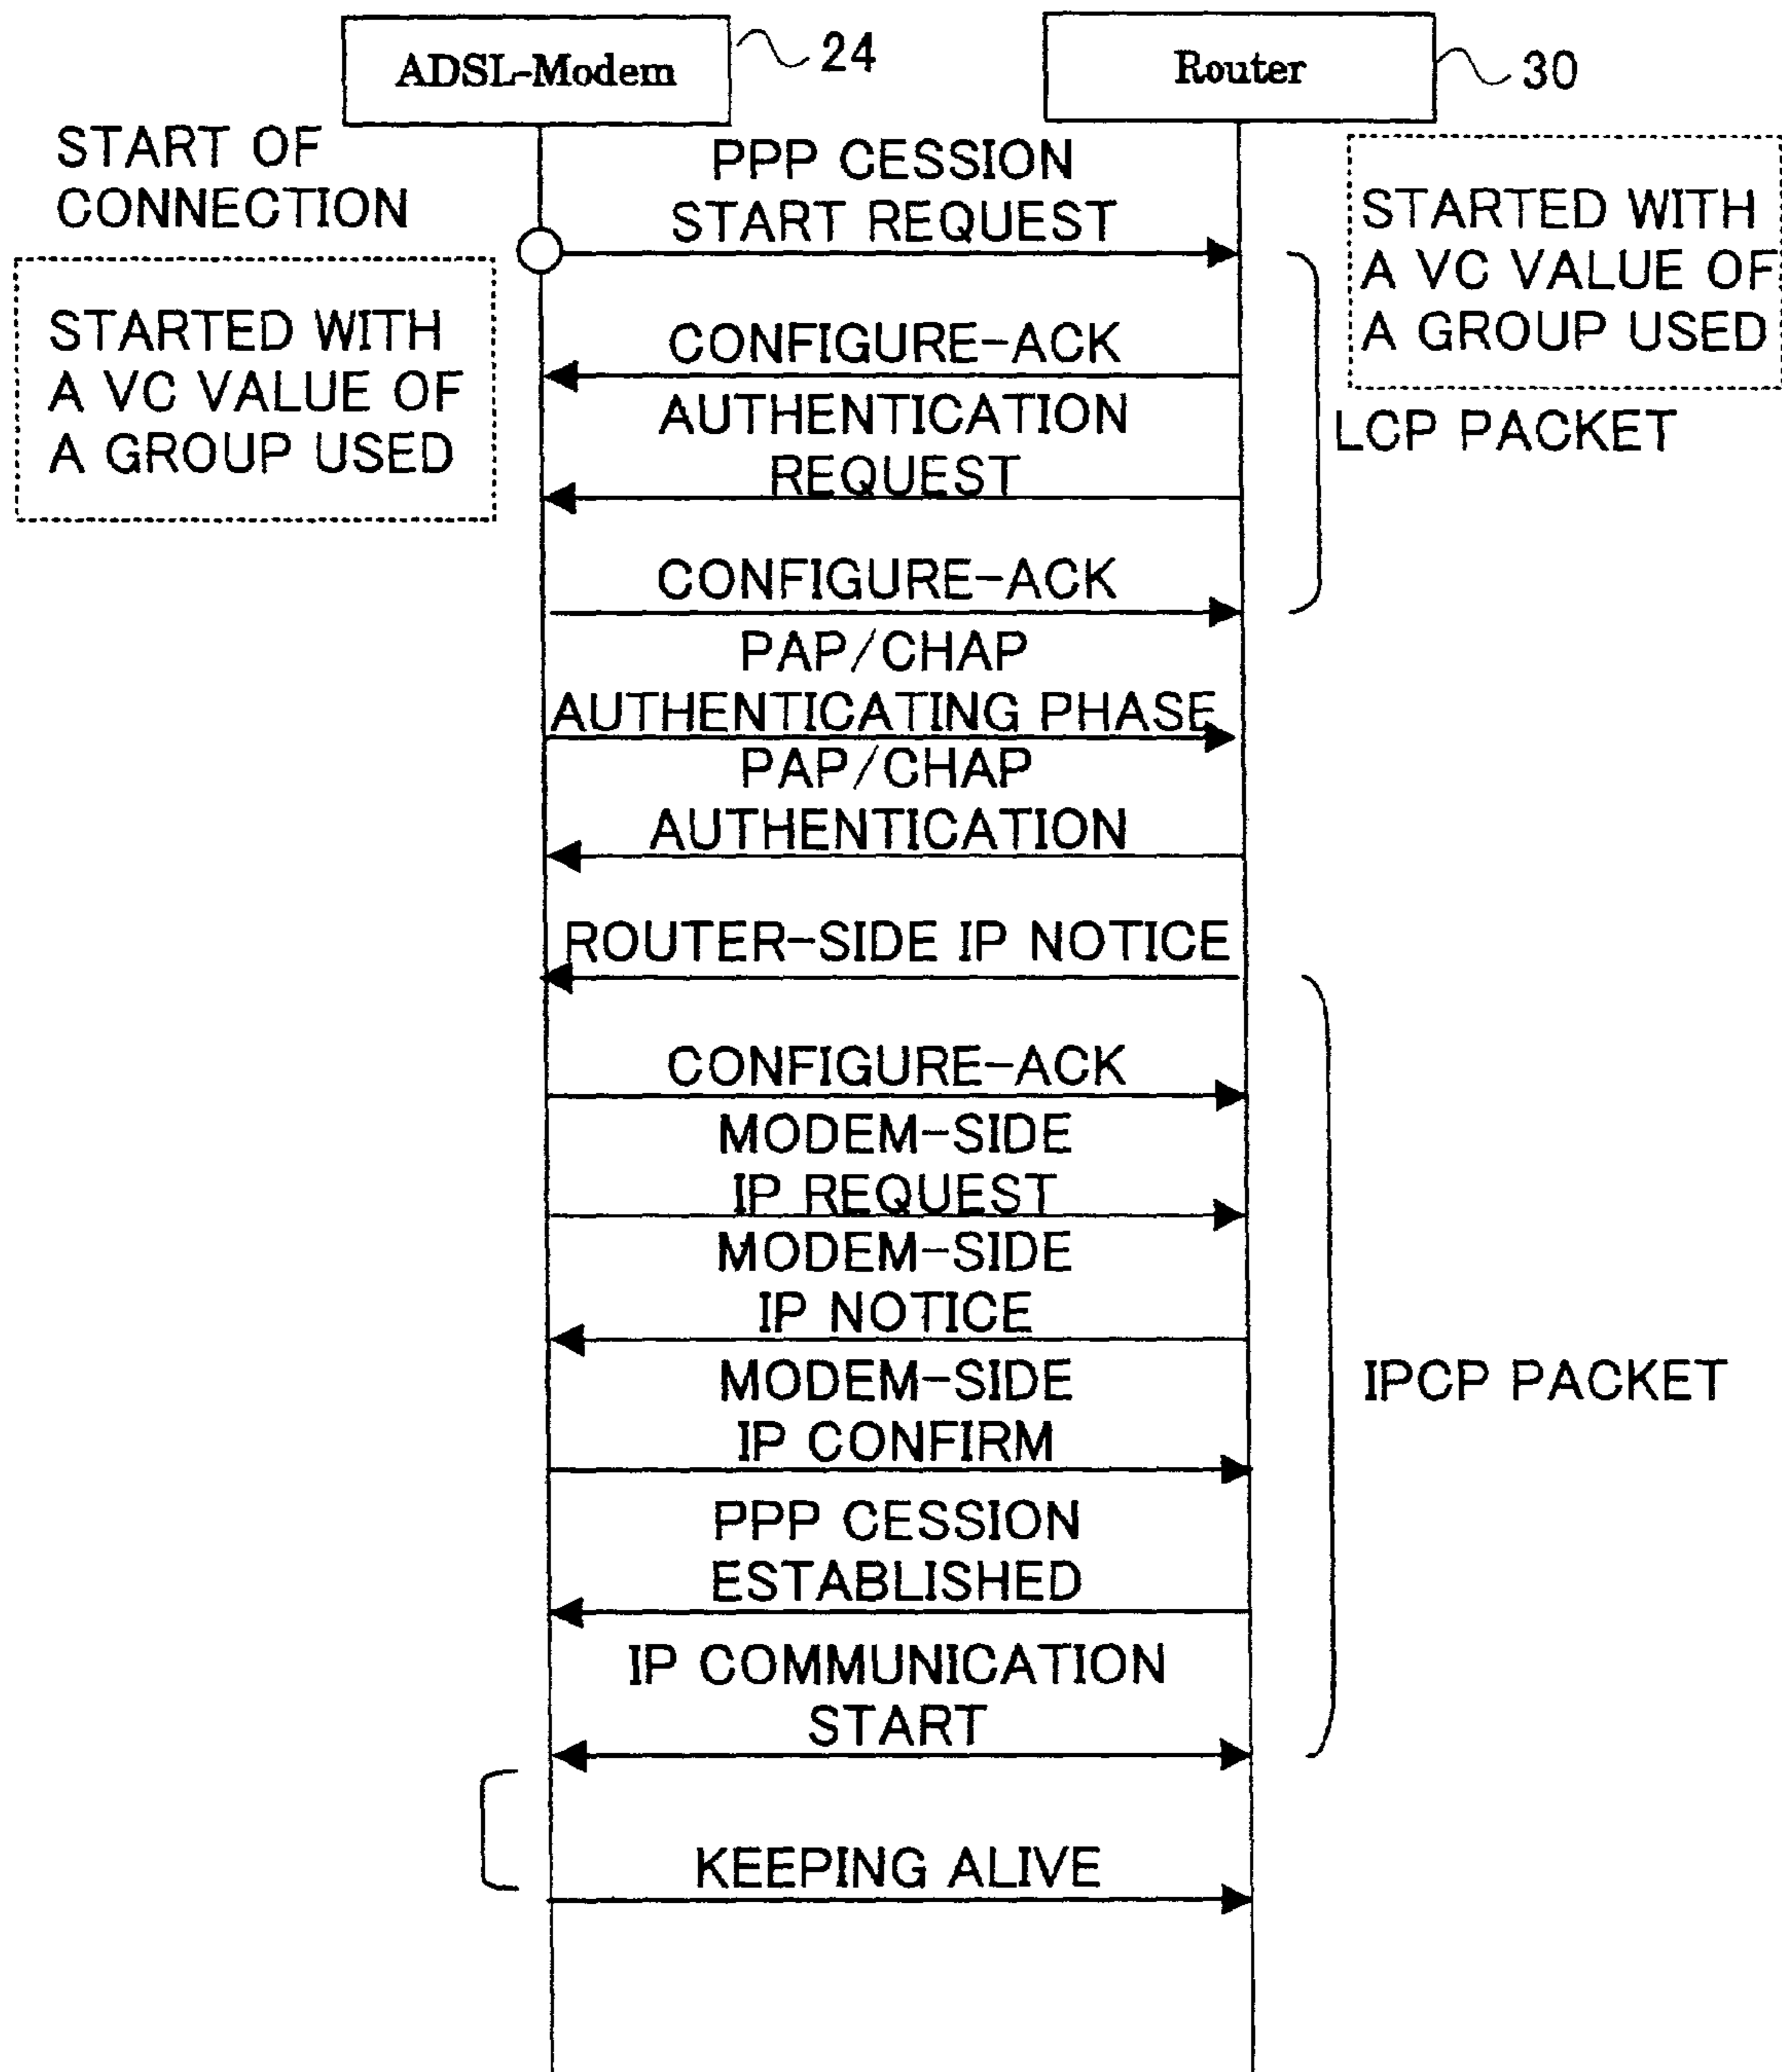 ADSL-Modem
24
Router
30
START OF
CONNECTION
PPP CESSION
START REQUEST
STARTED WITH
A VC VALUE OF
A GROUP USED
STARTED WITH
A VC VALUE OF
A GROUP USED
CONFIGURE-ACK
AUTHENTICATION
REQUEST
LCP PACKET
CONFIGURE-ACK
PAP/CHAP
AUTHENTICATING PHASE
PAP/CHAP
AUTHENTICATION
ROUTER-SIDE IP NOTICE
CONFIGURE-ACK
MODEM-SIDE
IP REQUEST
MODEM-SIDE
IP NOTICE
MODEM-SIDE
IP CONFIRM
IPCP PACKET
PPP CESSION
ESTABLISHED
IP COMMUNICATION
START
KEEPING ALIVE